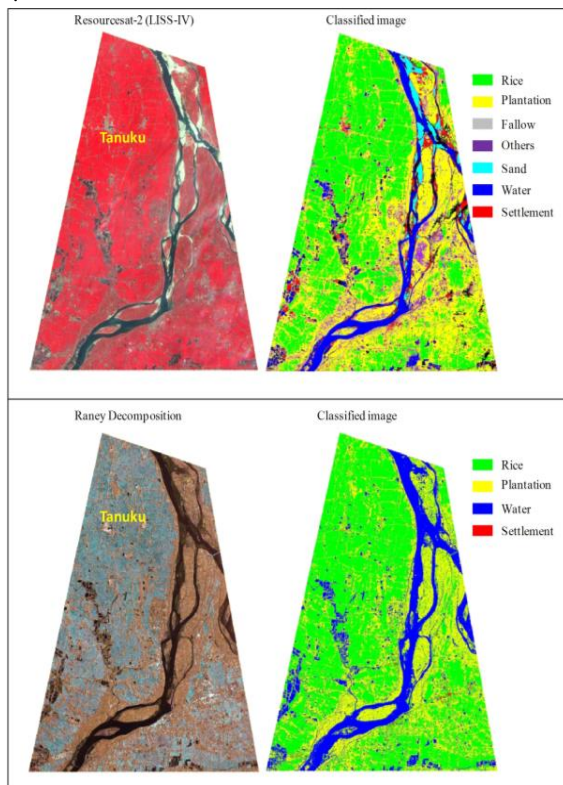 Resourcesat-2 (LISS-IV)
Classified image
Tanuku
Rice
Plantation
Fallow
Others
Sand
Water
Settlement
Raney Decomposition
Classified image
Tanuku
Rice
Plantation
Water
Settlement